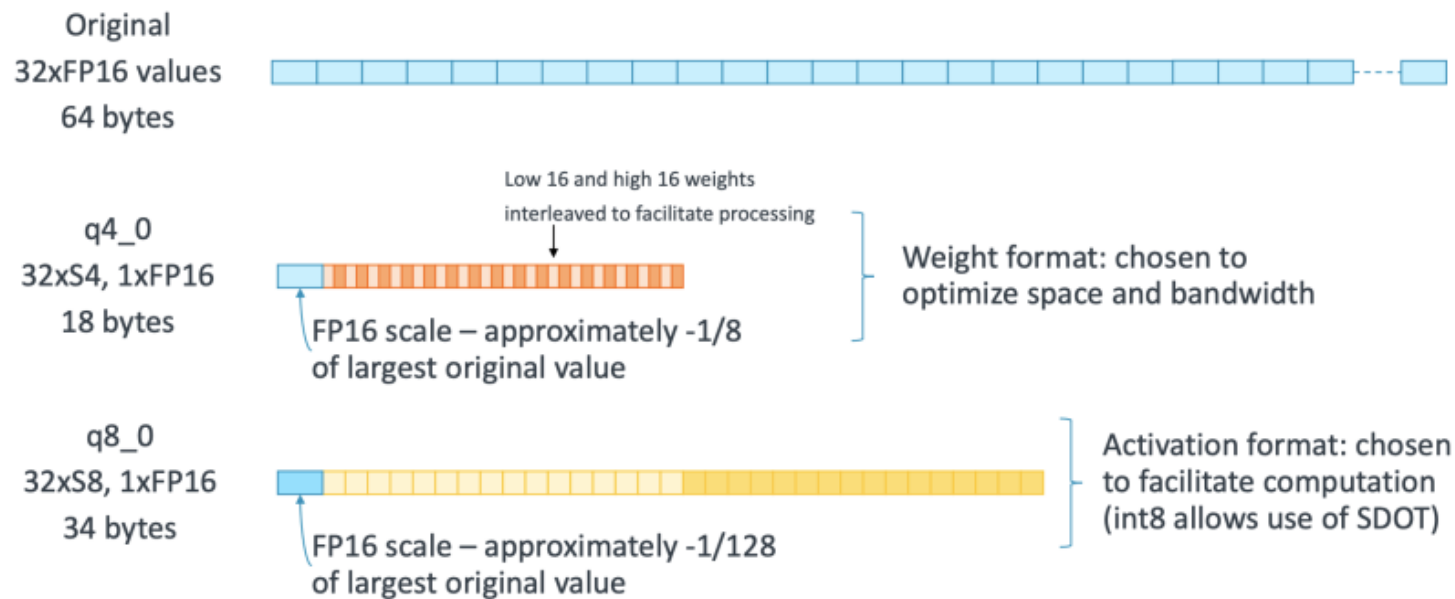 Original
32xFP16 values
64 bytes
Low 16 and high 16 weights
interleaved to facilitate processing
q4_0
32xS4, 1xFP16
18 bytes
FP16 scale – approximately -1/8
of largest original value
Weight format: chosen to
optimize space and bandwidth
q8_0
32xS8, 1xFP16
34 bytes
FP16 scale – approximately -1/128
of largest original value
Activation format: chosen
to facilitate computation
(int8 allows use of SDOT)